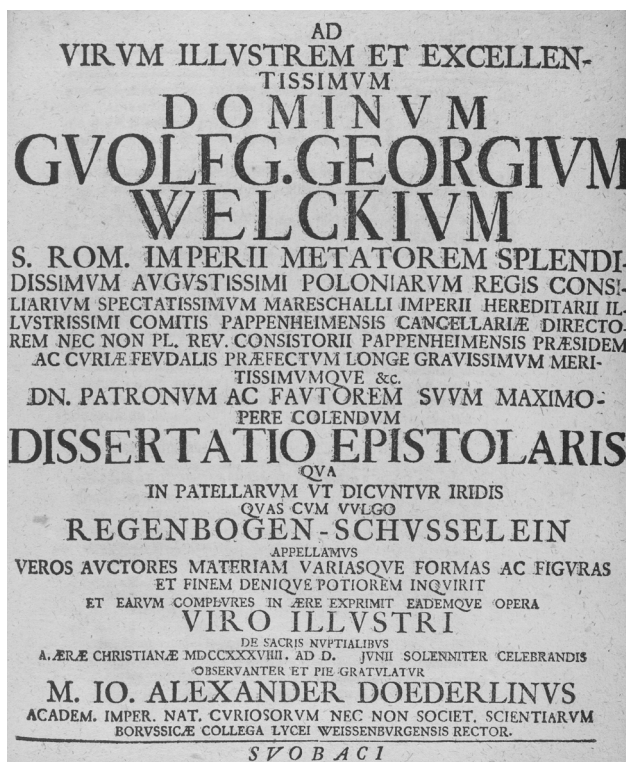 AD
VIRVM ILLVSTREM ET EXCELLEN-
TISSIMVM
DOMINVM
GVOLFG. GEORGIVM
WELCKIVM
S. ROM. IMPERII METATOREM SPLENDI-
DISSIMVM AVGVSTISSIMI POLONIARVM REGIS CONSI-
LIARIVM SPECTATISSIMVM MARESCHALLI IMPERII HEREDITARII IL-
LVSTRISSIMI COMITIS PAPPENHEIMENSIS CANCELLARIÆ DIRECTO-
REM NEC NON PL. REV. CONSISTORII PAPPENHEIMENSIS PRÆSIDEM
AC CVRIÆ FEVDALIS PRÆFECTVM LONGE GRAVISSIMVM MERI-
TISSIMVMQVE &c.
DN. PATRONVM AC FAVTOREM SVVM MAXIMO-
PERE COLENDVM
DISSERTATIO EPISTOLARIS
QVA
IN PATELLARVM VT DICVNTVR IRIDIS
QVAS CVM VVLGO
REGENBOGEN-SCHVSSELEIN
APPELLAMVS
VEROS AVCTORES MATERIAM VARIASQVE FORMAS AC FIGVRAS
ET FINEM DENIQVE POTIOREM INQVIRIT
ET EARVM COMPLVRES IN ÆRE EXPRIMIT EADEMQVE OPERA
VIRO ILLVSTRI
DE SACRIS NVPTIALIBVS
A. ÆRÆ CHRISTIANÆ MDCCXXXVIIII. AD D. JVNII SOLENNITER CELEBRANDIS
OBSERVANTER ET PIE GRATVLATVR
M. IO. ALEXANDER DOEDERLINVS
ACADEM. IMPER. NAT. CVRIOSORVM NEC NON SOCIET. SCIENTIARVM
BORVSSICÆ COLLEGA LYCEI WEISSENBVRGENSIS RECTOR.
SVOBACI